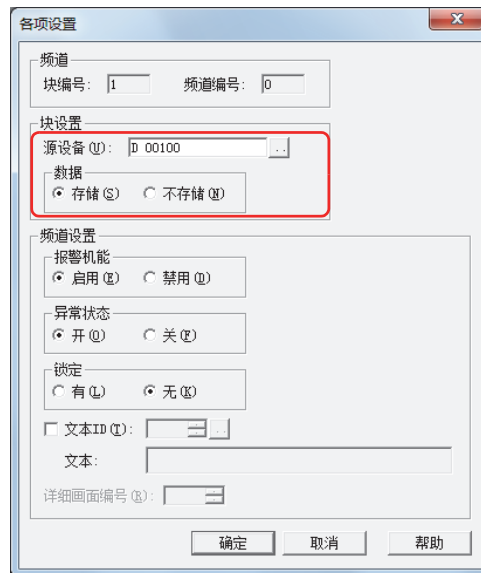 各项设置
频道
块编号: 1 频道编号: 0
块设置
源设备(U): D 00100 ..
数据
存储(S) 不存储(N)
频道设置
报警机能
启用(E) 禁用(D)
异常状态
开(O) 关(F)
锁定
有(L) 无(K)
文本ID(T): ..
文本:
详细画面编号(R):
确定 取消 帮助